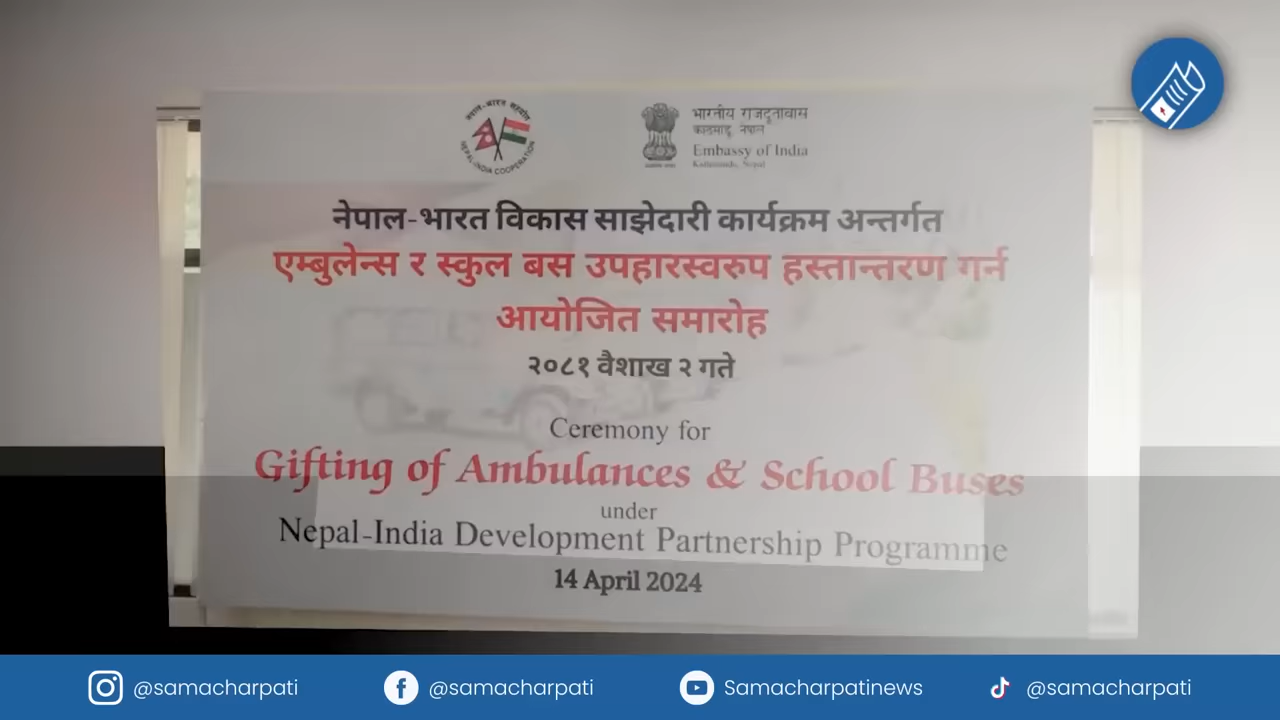 नेपाल-भारत सहयोग
NEPAL-INDIA COOPERATION
भारतीय राजदूतावास
काठमाडू, नेपाल
Embassy of India
Kathmandu, Nepal
नेपाल-भारत विकास साझेदारी कार्यक्रम अन्तर्गत
एम्बुलेन्स र स्कुल बस उपहारस्वरुप हस्तान्तरण गर्न
आयोजित समारोह
२०८१ वैशाख २ गते
Ceremony for
Gifting of Ambulances & School Buses
under
Nepal-India Development Partnership Programme
14 April 2024
@samacharpati
@samacharpati
Samacharpatinews
@samacharpati